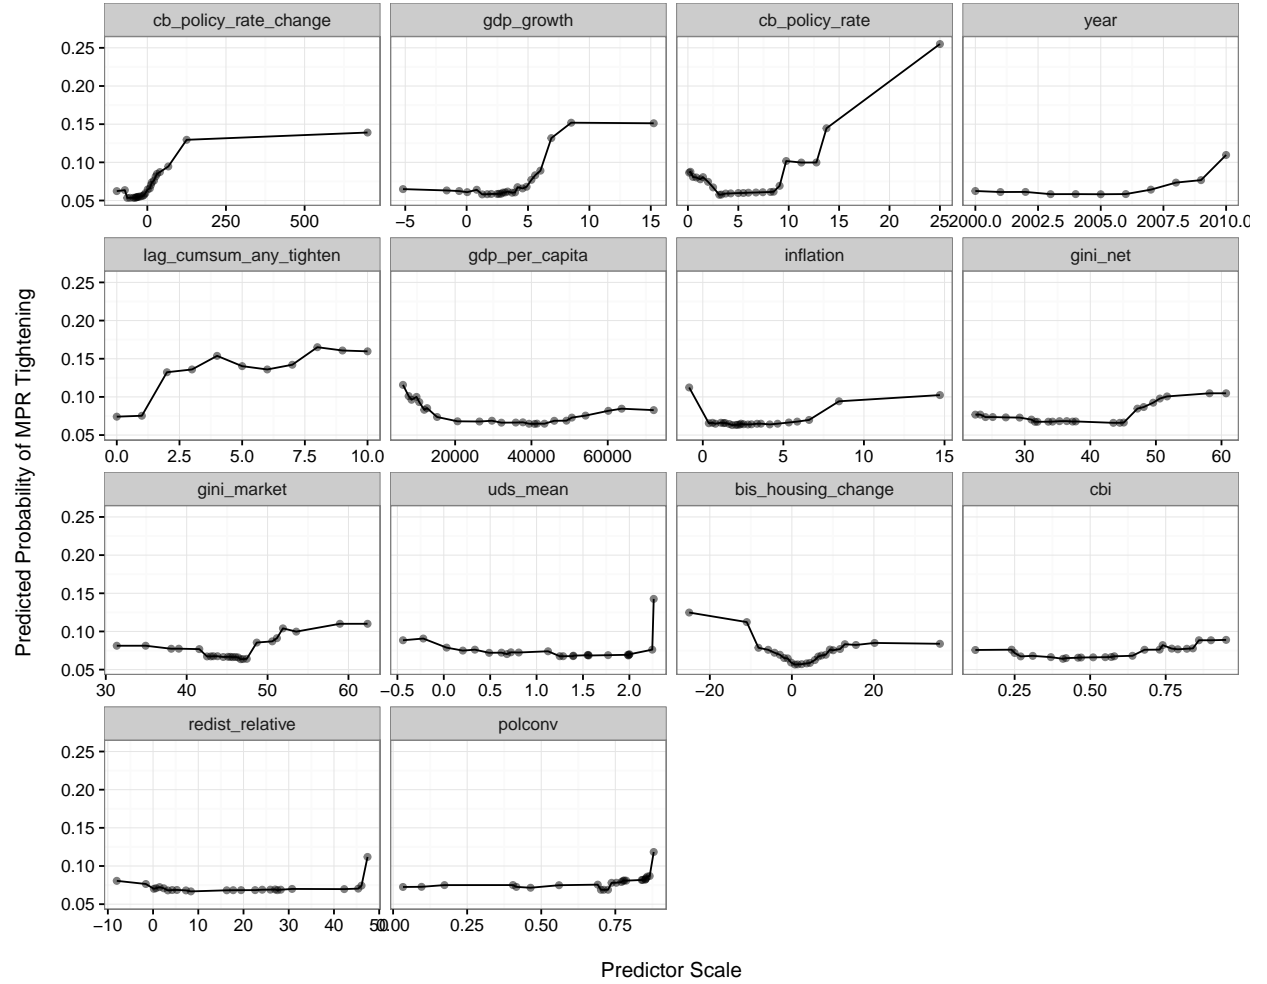 cb_policy_rate_change gdp_growth cb_policy_rate year
0.25
0.20
0.15
0.10
0.05
0 250 500 −5 0 5 10 15 0 5 10 15 20 25 2000.0 2002.5 2005.0 2007.5 2010.0
lag_cumsum_any_tighten gdp_per_capita inflation gini_net
0.25
0.20
0.15
0.10
0.05
0.0 2.5 5.0 7.5 10.0 20000 40000 60000 0 5 10 15 30 40 50 60
Predicted Probability of MPR Tightening
gini_market uds_mean bis_housing_change cbi
0.25
0.20
0.15
0.10
0.05
30 40 50 60 −0.5 0.0 0.5 1.0 1.5 2.0 −20 0 20 0.25 0.50 0.75
redist_relative polconv
0.25
0.20
0.15
0.10
0.05
−10 0 10 20 30 40 50 0.00 0.25 0.50 0.75
Predictor Scale